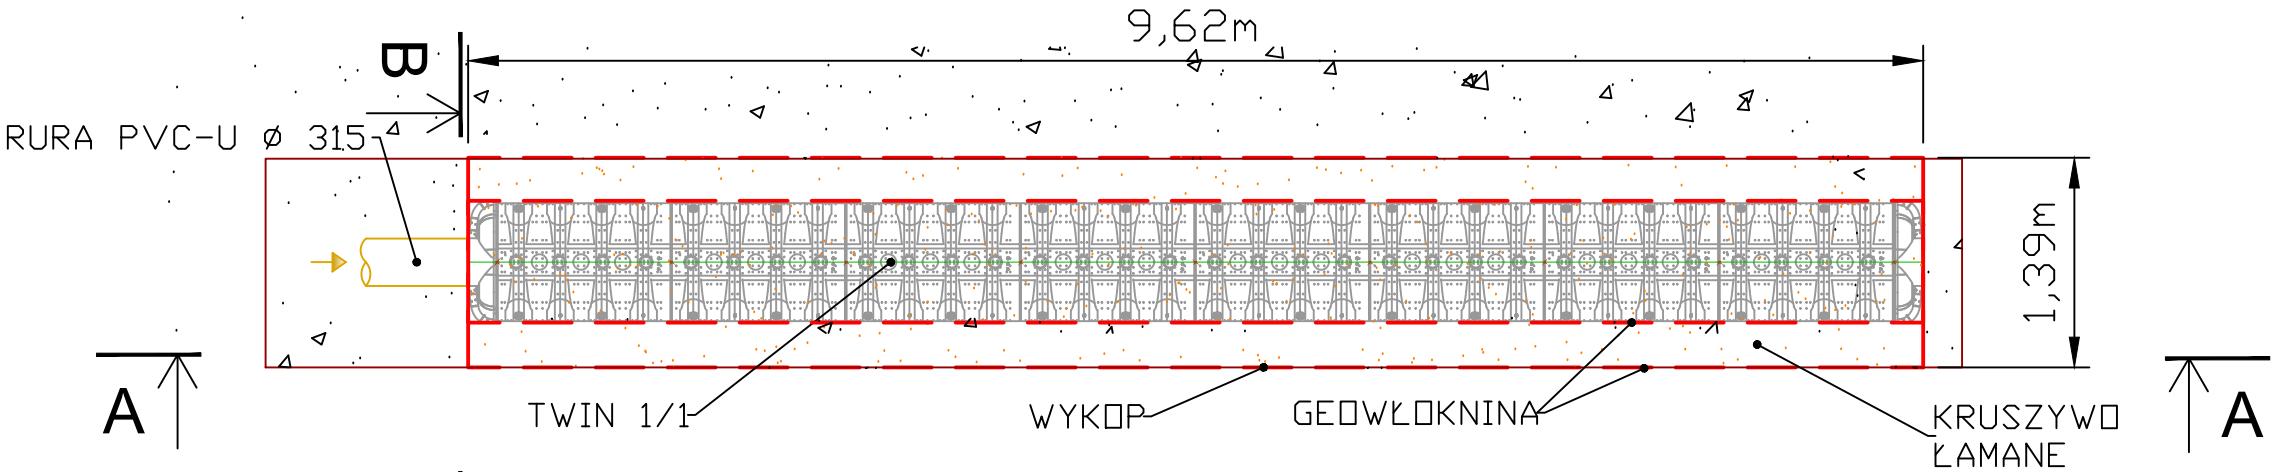 9,62m
B
RURA PVC-U ø 315
1,39m
A
TWIN 1/1
WYKOP
GEOWŁOKNINA
KRUSZYWO
ŁAMANE
A